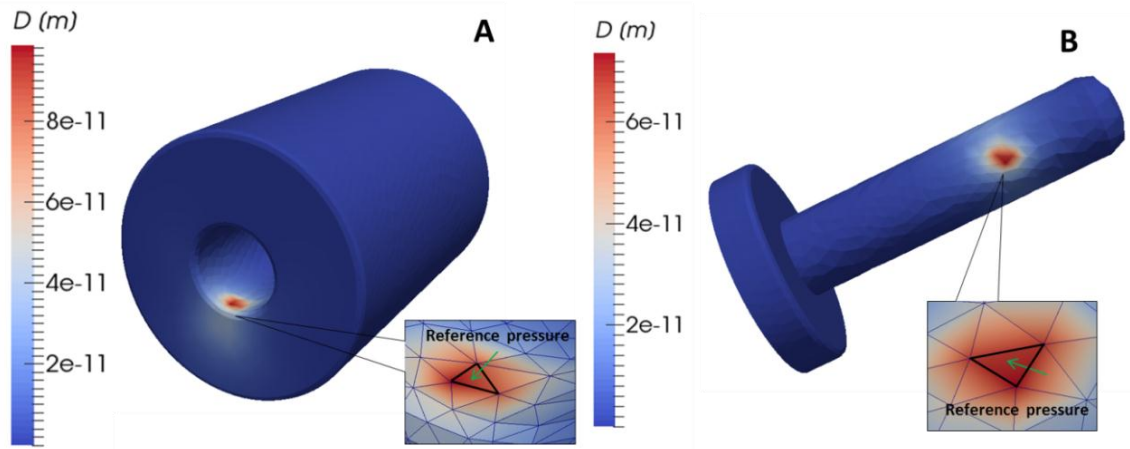 D (m)
A
8e-11
6e-11
4e-11
2e-11
Reference pressure
D (m)
B
6e-11
4e-11
2e-11
Reference pressure